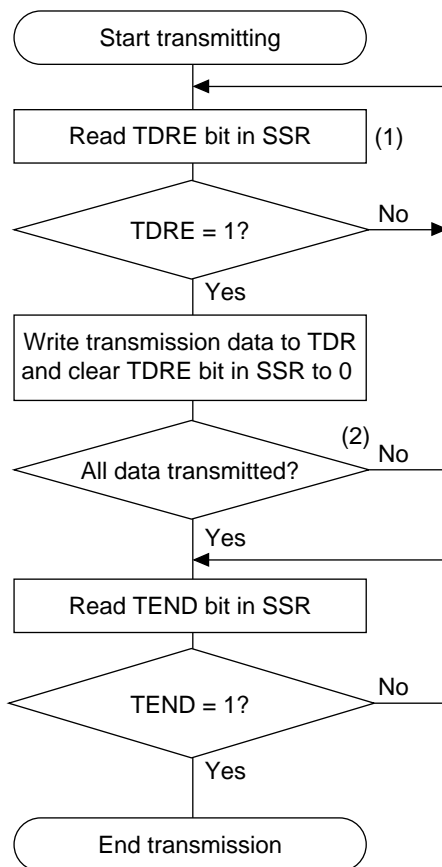 Start transmitting
Read TDRE bit in SSR
(1)
TDRE = 1?
No
Yes
Write transmission data to TDR
and clear TDRE bit in SSR to 0
(2)
All data transmitted?
No
Yes
Read TEND bit in SSR
TEND = 1?
No
Yes
End transmission